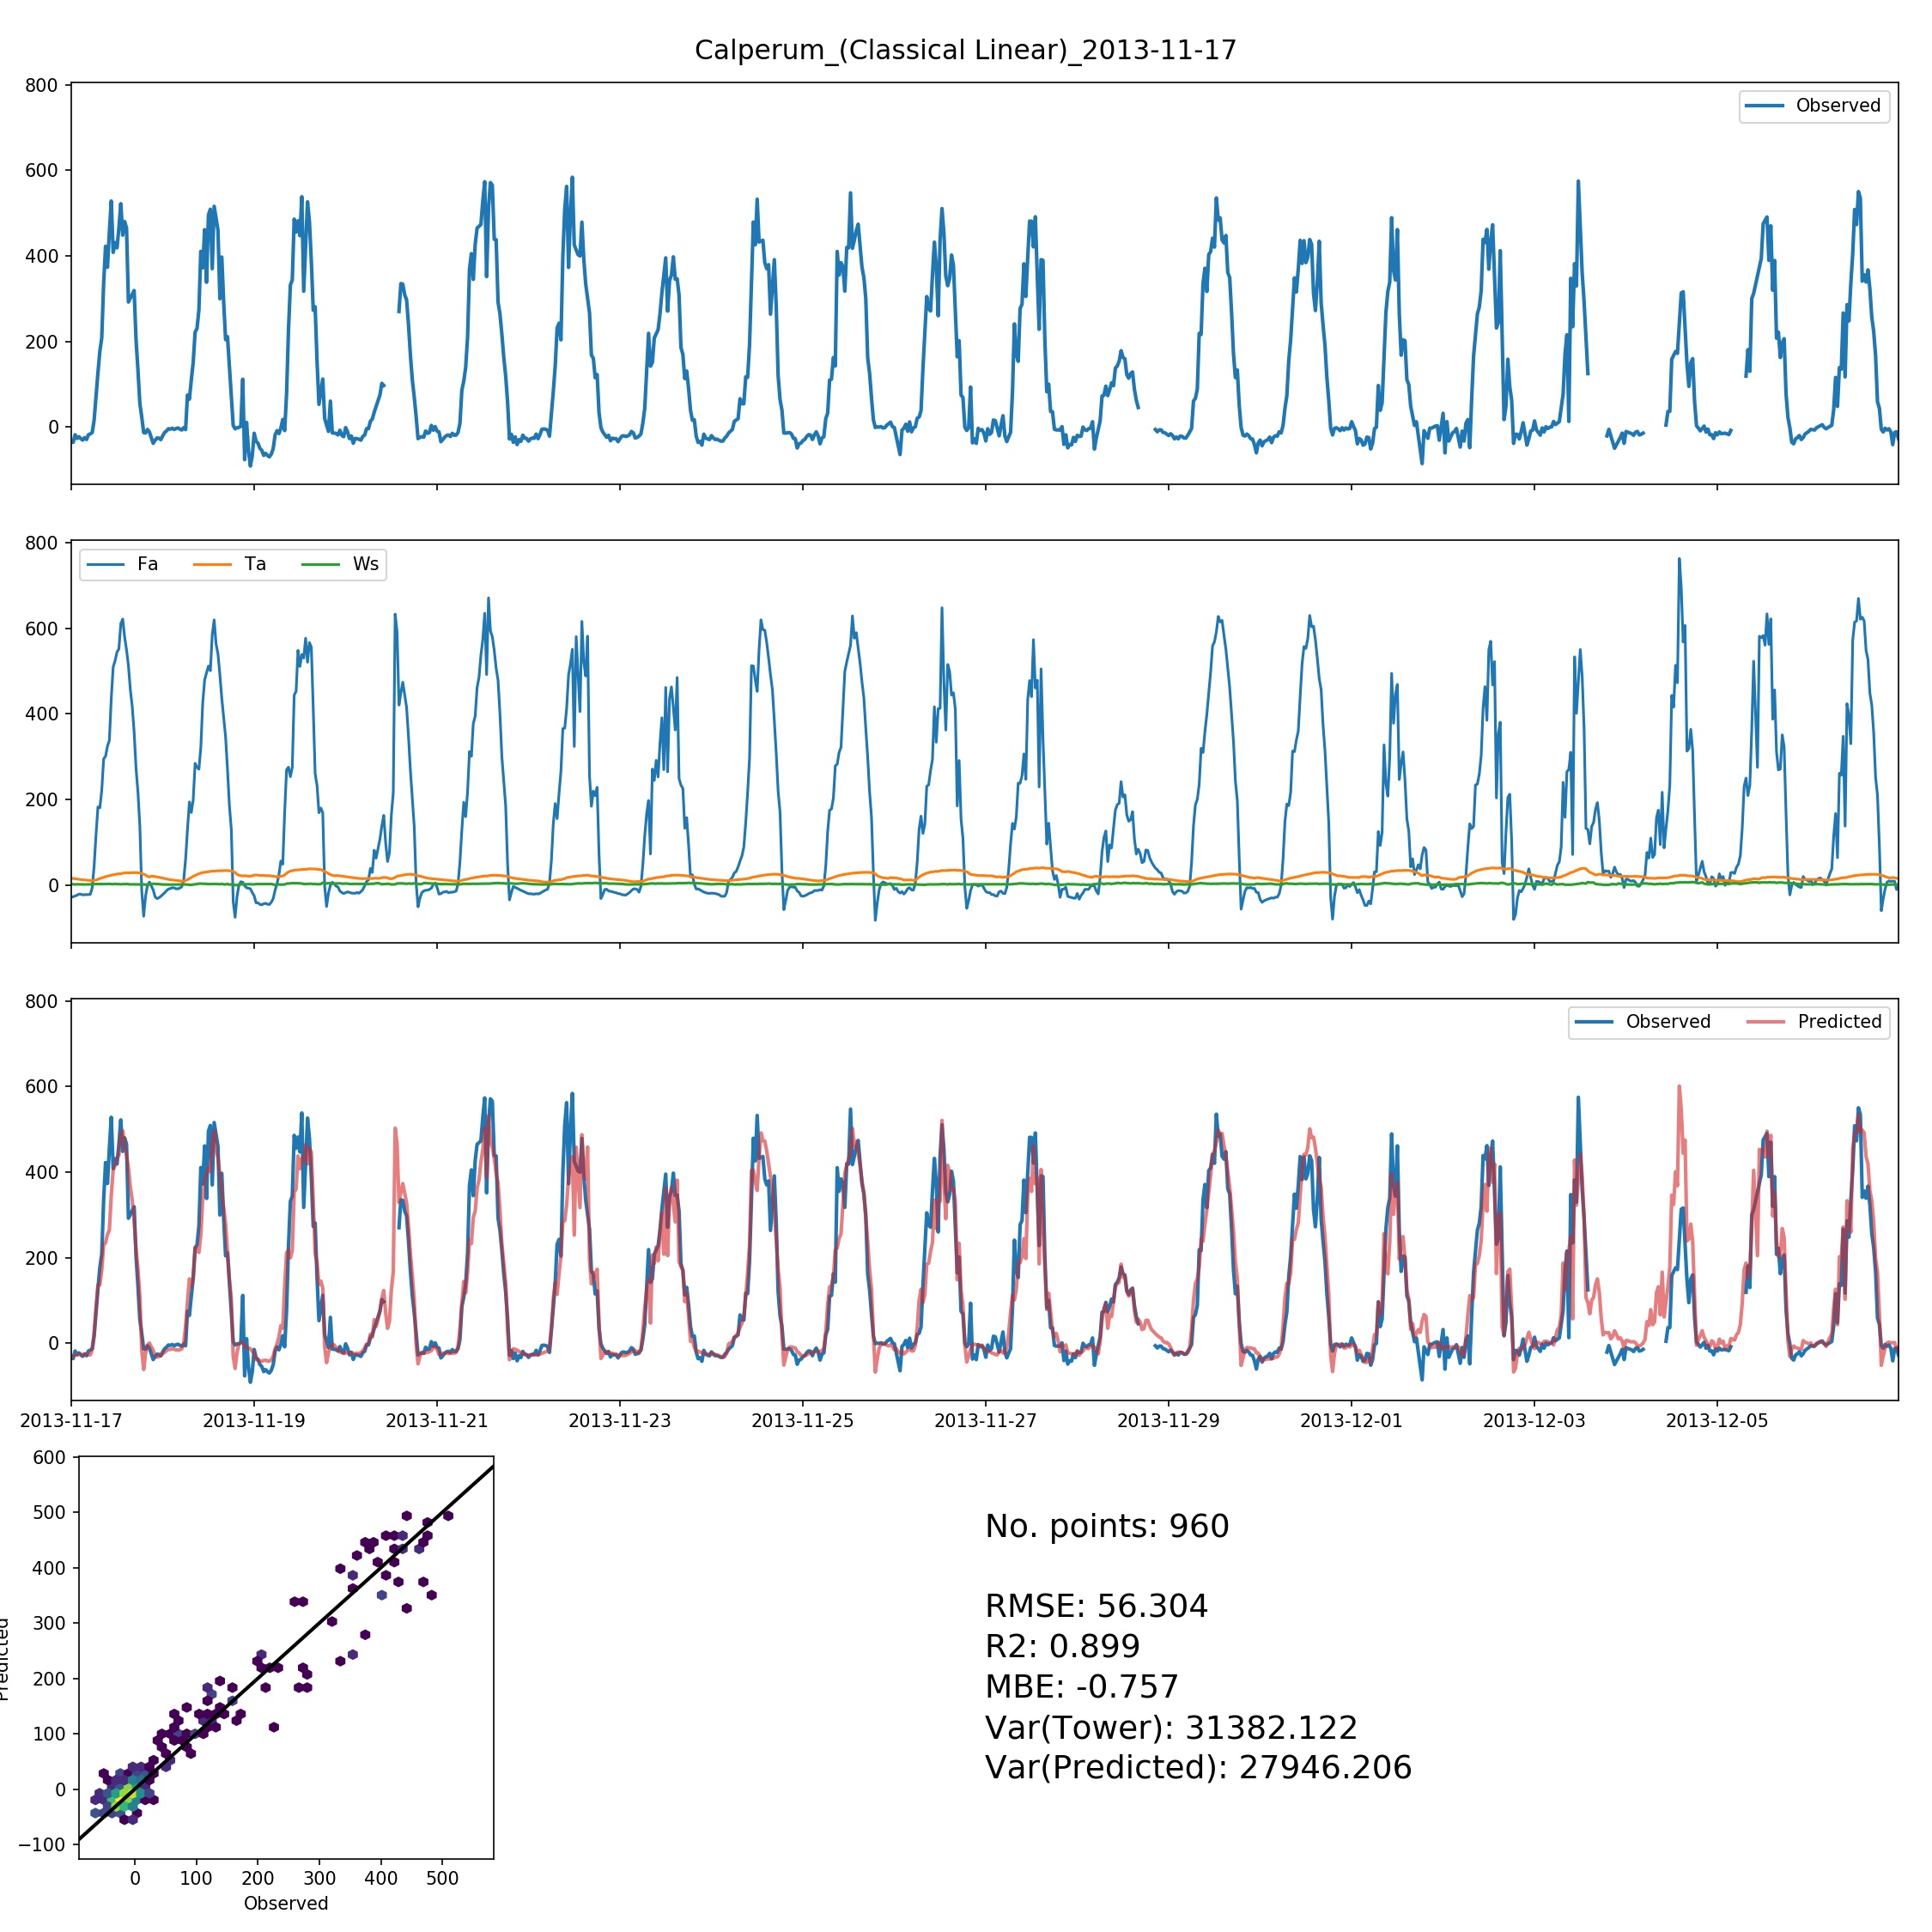 Calperum_(Classical Linear)_2013-11-17
800
600
400
200
0
Observed
800
600
400
200
0
Fa Ta Ws
800
600
400
200
0
Observed Predicted
2013-11-17 2013-11-19 2013-11-21 2013-11-23 2013-11-25 2013-11-27 2013-11-29 2013-12-01 2013-12-03 2013-12-05
600
500
400
300
200
100
0
−100
Predicted
0 100 200 300 400 500
Observed
No. points: 960
RMSE: 56.304
R2: 0.899
MBE: -0.757
Var(Tower): 31382.122
Var(Predicted): 27946.206